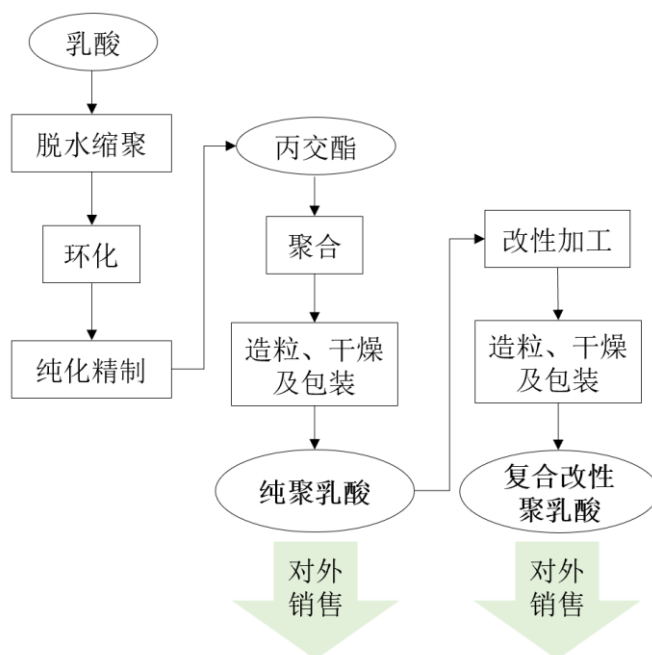 乳酸
脱水缩聚
环化
纯化精制
丙交酯
聚合
造粒、干燥
及包装
纯聚乳酸
对外
销售
改性加工
造粒、干燥
及包装
复合改性
聚乳酸
对外
销售